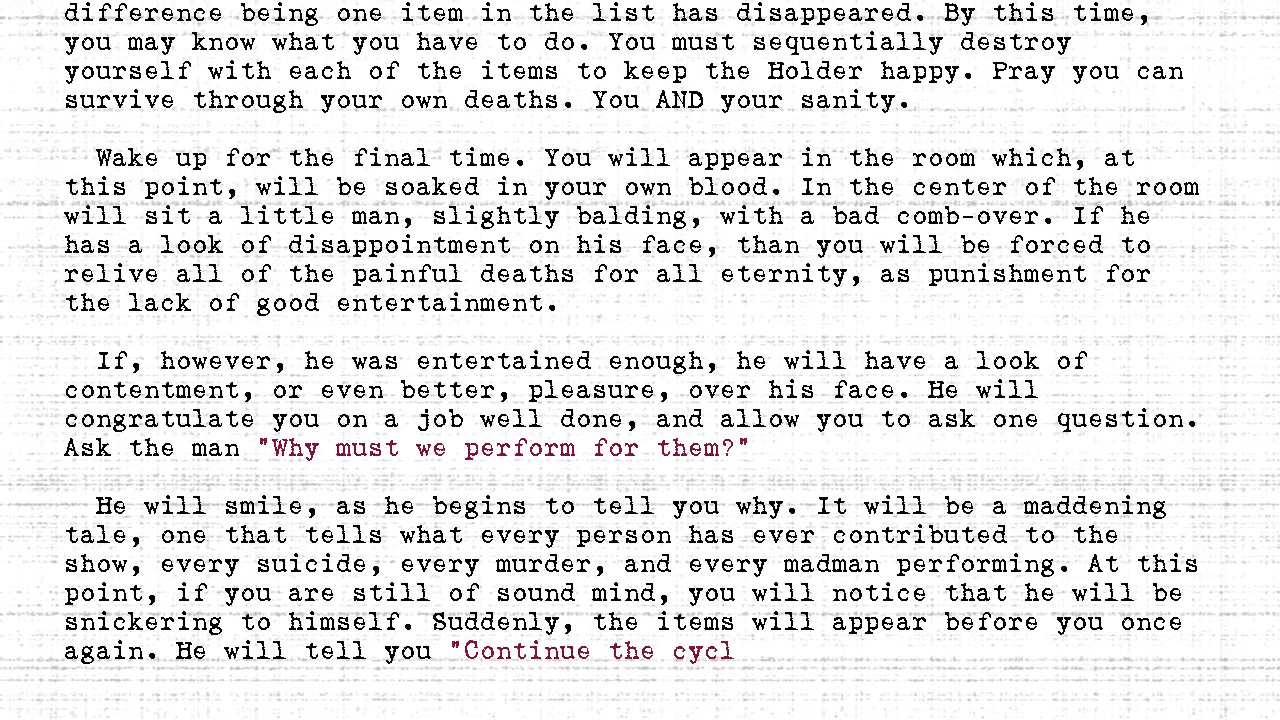 difference being one item in the list has disappeared. By this time,
you may know what you have to do. You must sequentially destroy
yourself with each of the items to keep the Holder happy. Pray you can
survive through your own deaths. You AND your sanity.
Wake up for the final time. You will appear in the room which, at
this point, will be soaked in your own blood. In the center of the room
will sit a little man, slightly balding, with a bad comb-over. If he
has a look of disappointment on his face, than you will be forced to
relive all of the painful deaths for all eternity, as punishment for
the lack of good entertainment.
If, however, he was entertained enough, he will have a look of
contentment, or even better, pleasure, over his face. He will
congratulate you on a job well done, and allow you to ask one question.
Ask the man "Why must we perform for them?"
He will smile, as he begins to tell you why. It will be a maddening
tale, one that tells what every person has ever contributed to the
show, every suicide, every murder, and every madman performing. At this
point, if you are still of sound mind, you will notice that he will be
snickering to himself. Suddenly, the items will appear before you once
again. He will tell you "Continue the cycl